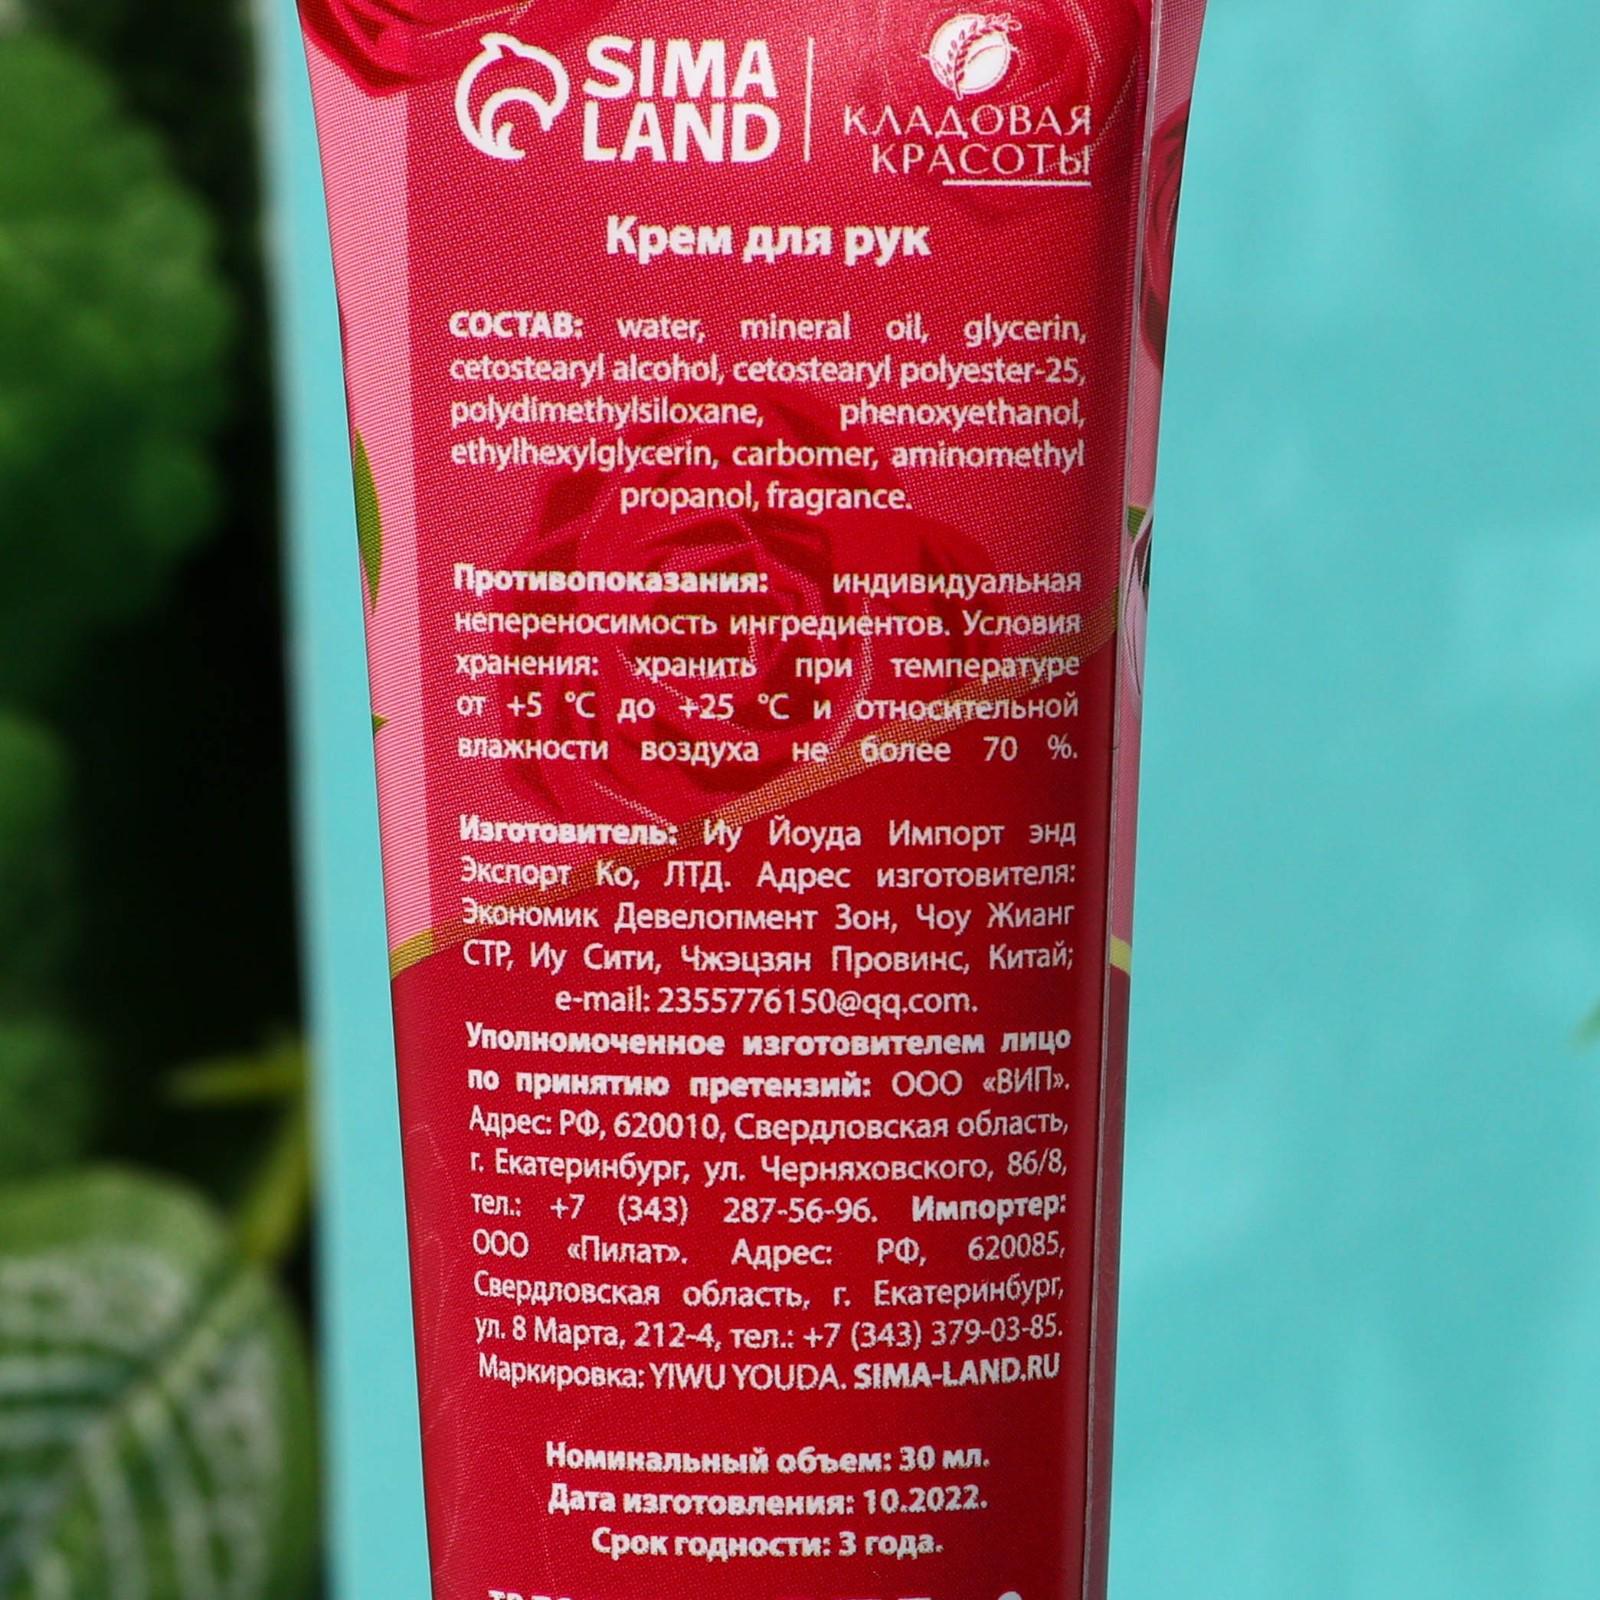 SIMA
LAND
КЛАДОВАЯ
КРАСОТЫ
Крем для рук
СОСТАВ: water, mineral oil, glycerin,
cetostearyl alcohol, cetostearyl polyester-25,
polydimethylsiloxane, phenoxyethanol,
ethylhexylglycerin, carbomer, aminomethyl
propanol, fragrance.
Противопоказания: индивидуальная
непереносимость ингредиентов. Условия
хранения: хранить при температуре
от +5 °С до +25 °С и относительной
влажности воздуха не более 70 %.
Изготовитель: Иу Йоуда Импорт энд
Экспорт Ко, ЛТД. Адрес изготовителя:
Экономик Девелопмент Зон, Чоу Жианг
СТР, Иу Сити, Чжэцзян Провинс, Китай;
e-mail: 2355776150@qq.com.
Уполномоченное изготовителем лицо
по принятию претензий: ООО «ВИП».
Адрес: РФ, 620010, Свердловская область,
г. Екатеринбург, ул. Черняховского, 86/8,
тел.: +7 (343) 287-56-96. Импортер:
ООО «Пилат». Адрес: РФ, 620085,
Свердловская область, г. Екатеринбург,
ул. 8 Марта, 212-4, тел.: +7 (343) 379-03-85.
Маркировка: YIWU YOUDA. SIMA-LAND.RU
Номинальный объем: 30 мл.
Дата изготовления: 10.2022.
Срок годности: 3 года.